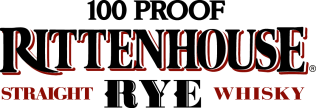 100 PROOF
RITTENHOUSE®
STRAIGHT RYE WHISKY